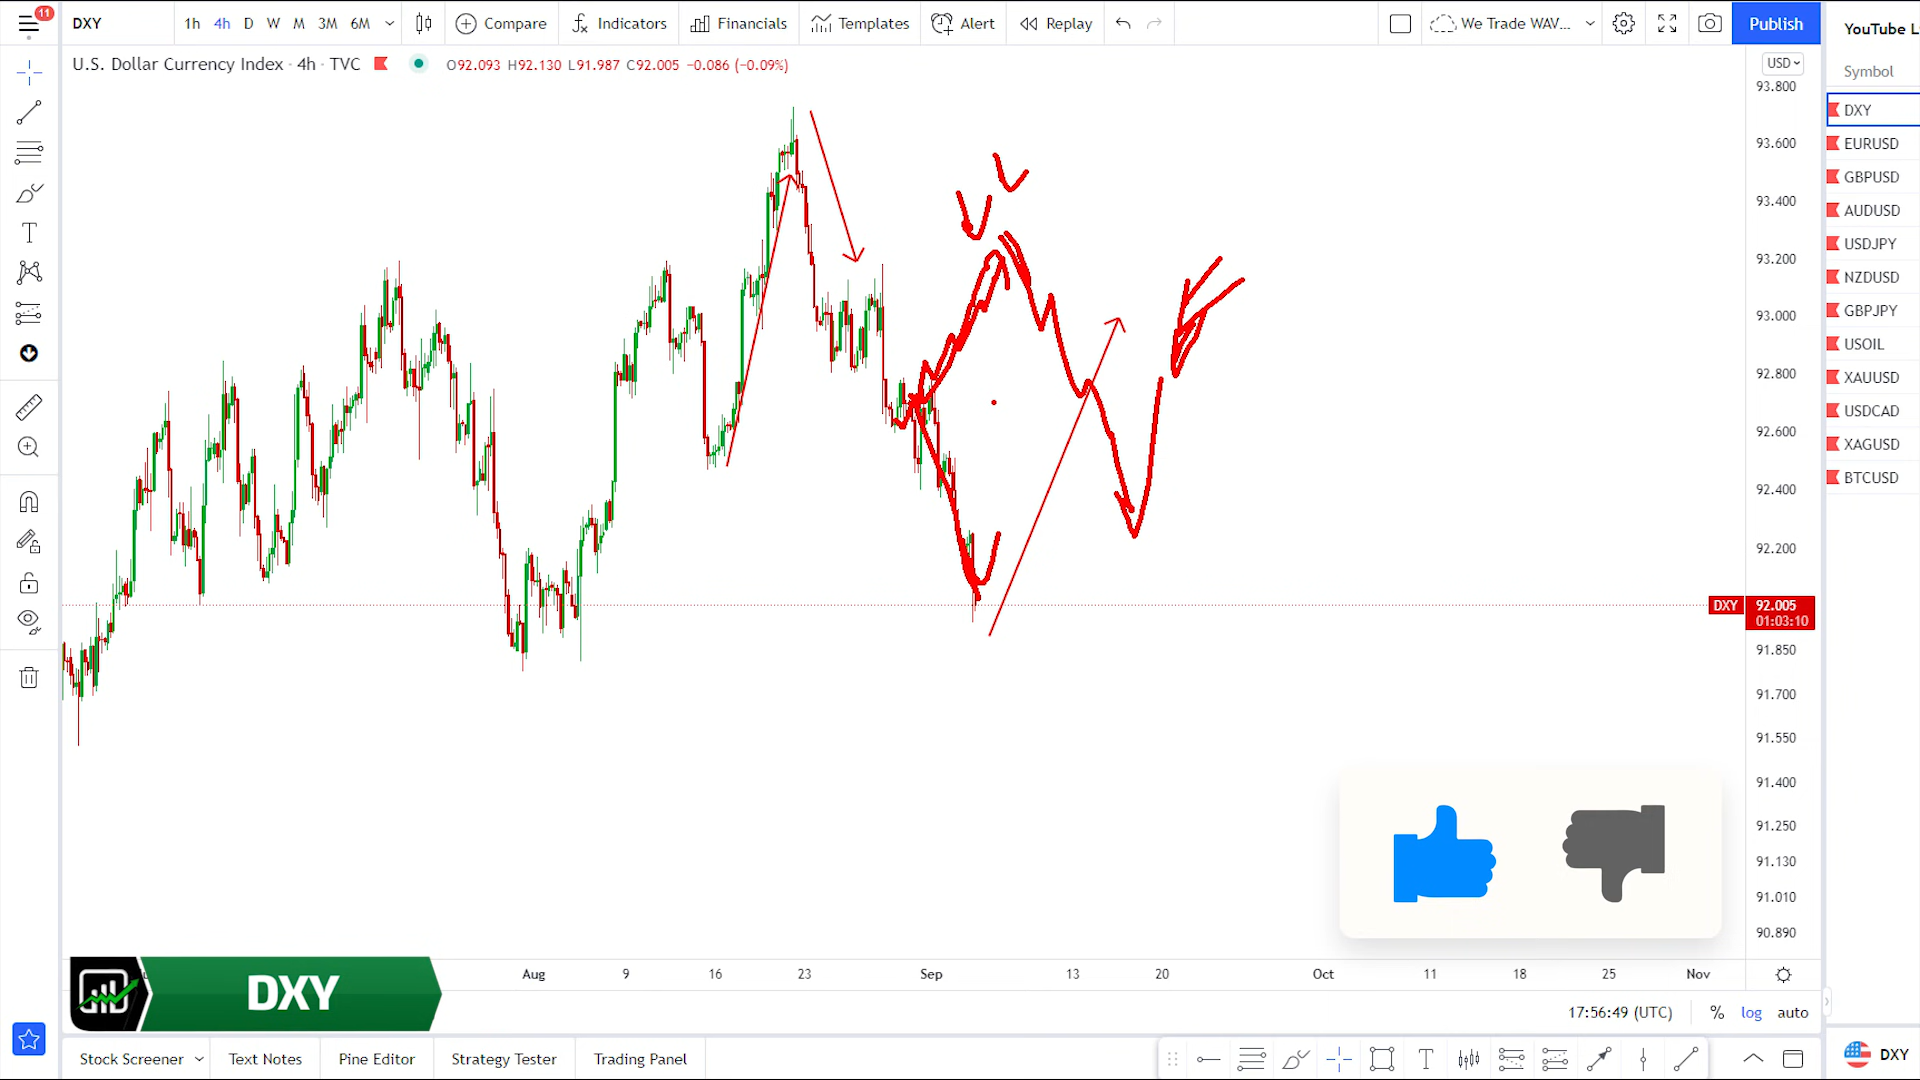 11
DXY
1h 4h D W M 3M 6M
Compare
Indicators
Financials
Templates
Alert
Replay
We Trade WAV...
Publish
YouTube L
U.S. Dollar Currency Index · 4h · TVC
O92.093 H92.130 L91.987 C92.005 −0.086 (−0.09%)
USD
Symbol
DXY
EURUSD
GBPUSD
AUDUSD
USDJPY
NZDUSD
GBPJPY
USOIL
XAUUSD
USDCAD
XAGUSD
BTCUSD
93.800
93.600
93.400
93.200
93.000
92.800
92.600
92.400
92.200
DXY 92.005
01:03:10
91.850
91.700
91.550
91.400
91.250
91.130
91.010
90.890
Aug 9 16 23 Sep 13 20 Oct 11 18 25 Nov
DXY
17:56:49 (UTC) % log auto
Stock Screener
Text Notes
Pine Editor
Strategy Tester
Trading Panel
DXY